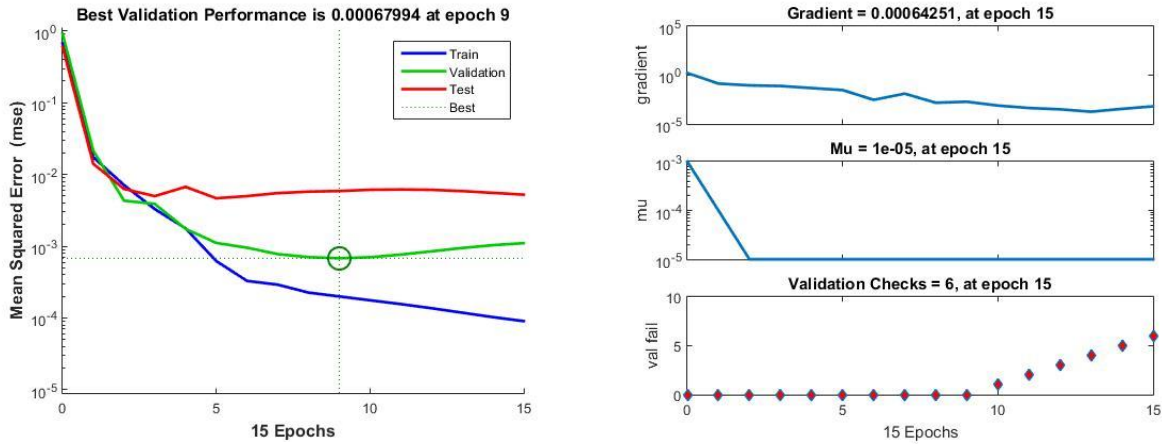 Best Validation Performance is 0.00067994 at epoch 9
Mean Squared Error (mse)
10^0
10^-1
10^-2
10^-3
10^-4
10^-5
Train
Validation
Test
Best
0
5
10
15
15 Epochs
Gradient = 0.00064251, at epoch 15
gradient
10^5
10^0
10^-5
Mu = 1e-05, at epoch 15
mu
10^-3
10^-4
10^-5
Validation Checks = 6, at epoch 15
val fail
10
5
0
0
5
10
15
15 Epochs